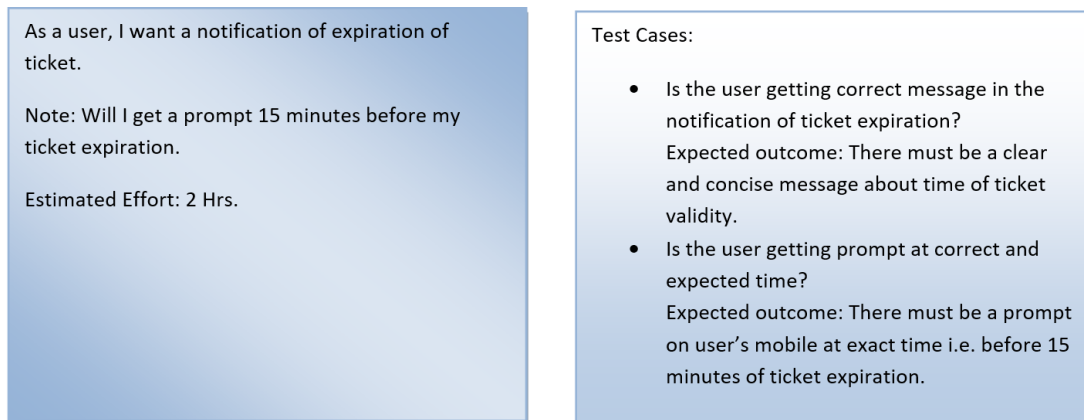 As a user, I want a notification of expiration of
ticket.
Note: Will I get a prompt 15 minutes before my
ticket expiration.
Estimated Effort: 2 Hrs.
Test Cases:
• Is the user getting correct message in the
notification of ticket expiration?
Expected outcome: There must be a clear
and concise message about time of ticket
validity.
• Is the user getting prompt at correct and
expected time?
Expected outcome: There must be a prompt
on user’s mobile at exact time i.e. before 15
minutes of ticket expiration.